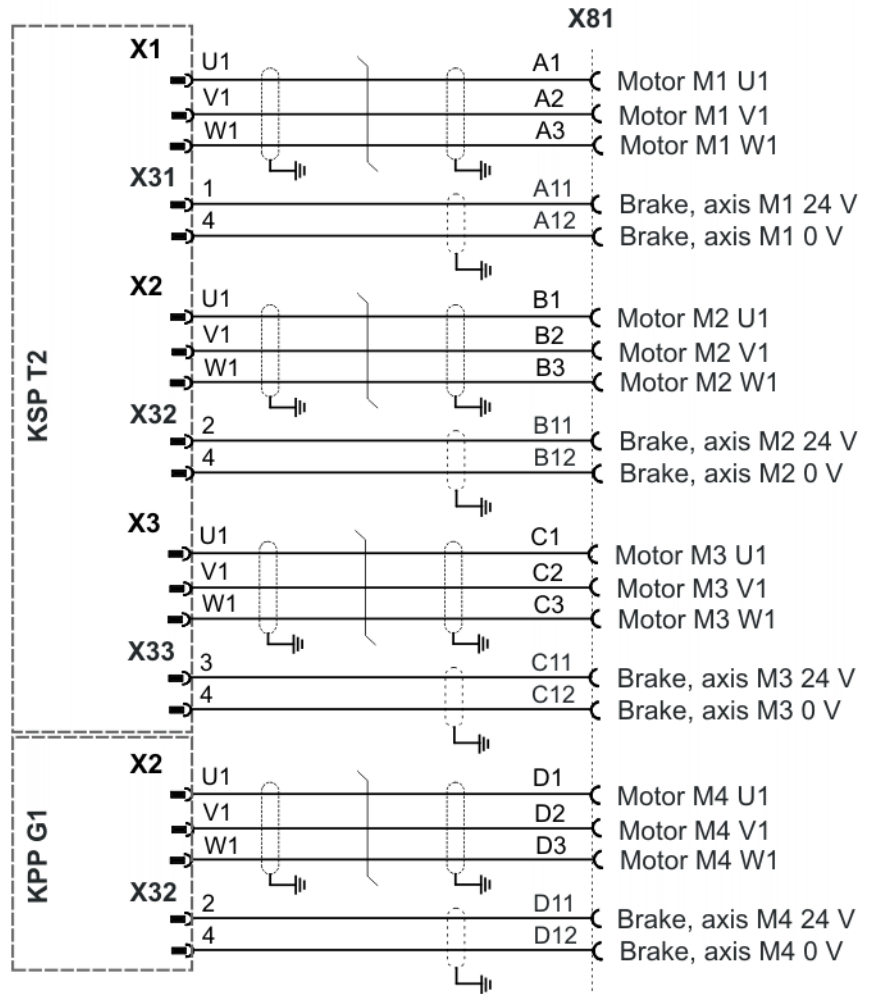 X81
X1
U1 A1 Motor M1 U1
V1 A2 Motor M1 V1
W1 A3 Motor M1 W1
X31
1 A11 Brake, axis M1 24 V
4 A12 Brake, axis M1 0 V
X2
U1 B1 Motor M2 U1
V1 B2 Motor M2 V1
W1 B3 Motor M2 W1
KSP T2
X32
2 B11 Brake, axis M2 24 V
4 B12 Brake, axis M2 0 V
X3
U1 C1 Motor M3 U1
V1 C2 Motor M3 V1
W1 C3 Motor M3 W1
X33
3 C11 Brake, axis M3 24 V
4 C12 Brake, axis M3 0 V
X2
U1 D1 Motor M4 U1
V1 D2 Motor M4 V1
W1 D3 Motor M4 W1
KPP G1
X32
2 D11 Brake, axis M4 24 V
4 D12 Brake, axis M4 0 V